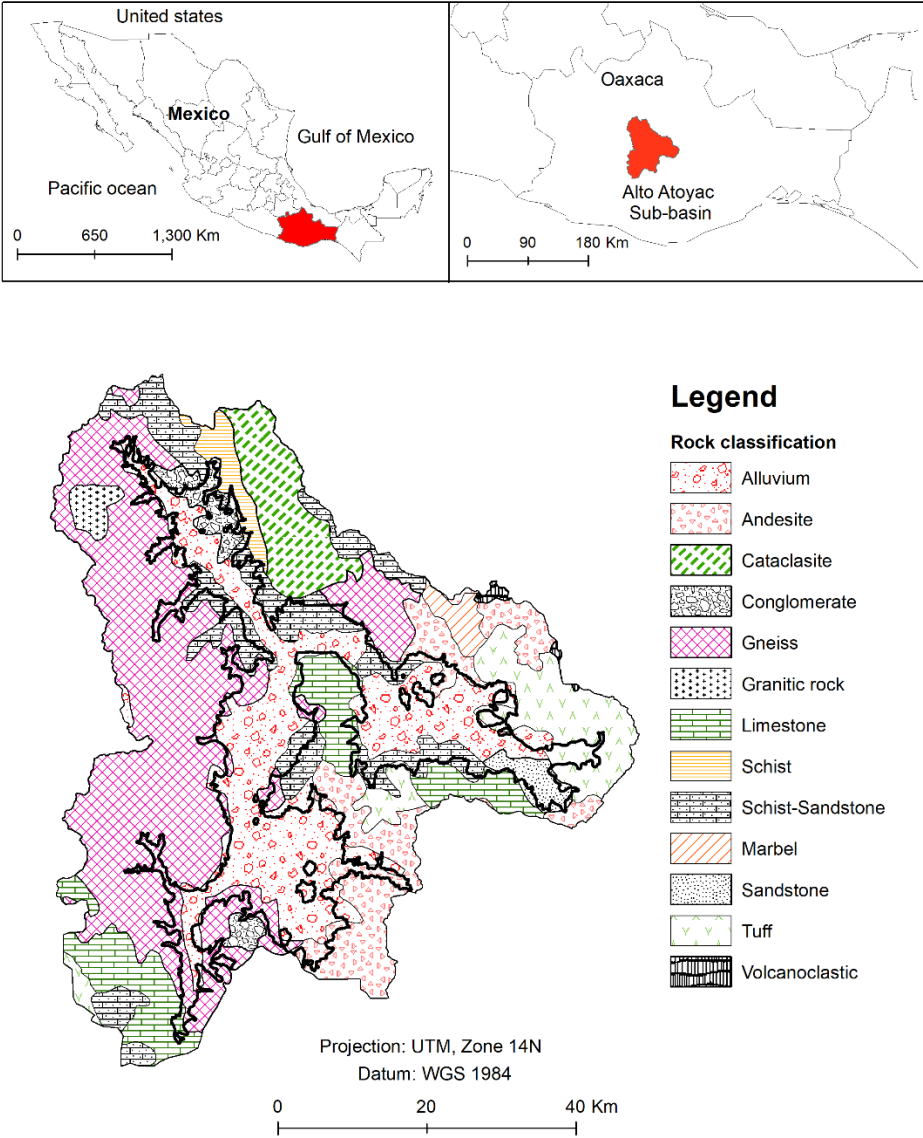 United states
Mexico
Gulf of Mexico
Pacific ocean
0 650 1,300 Km
Oaxaca
Alto Atoyac
Sub-basin
0 90 180 Km
Legend
Rock classification
Alluvium
Andesite
Cataclasite
Conglomerate
Gneiss
Granitic rock
Limestone
Schist
Schist-Sandstone
Marbel
Sandstone
Tuff
Volcanoclastic
Projection: UTM, Zone 14N
Datum: WGS 1984
0 20 40 Km